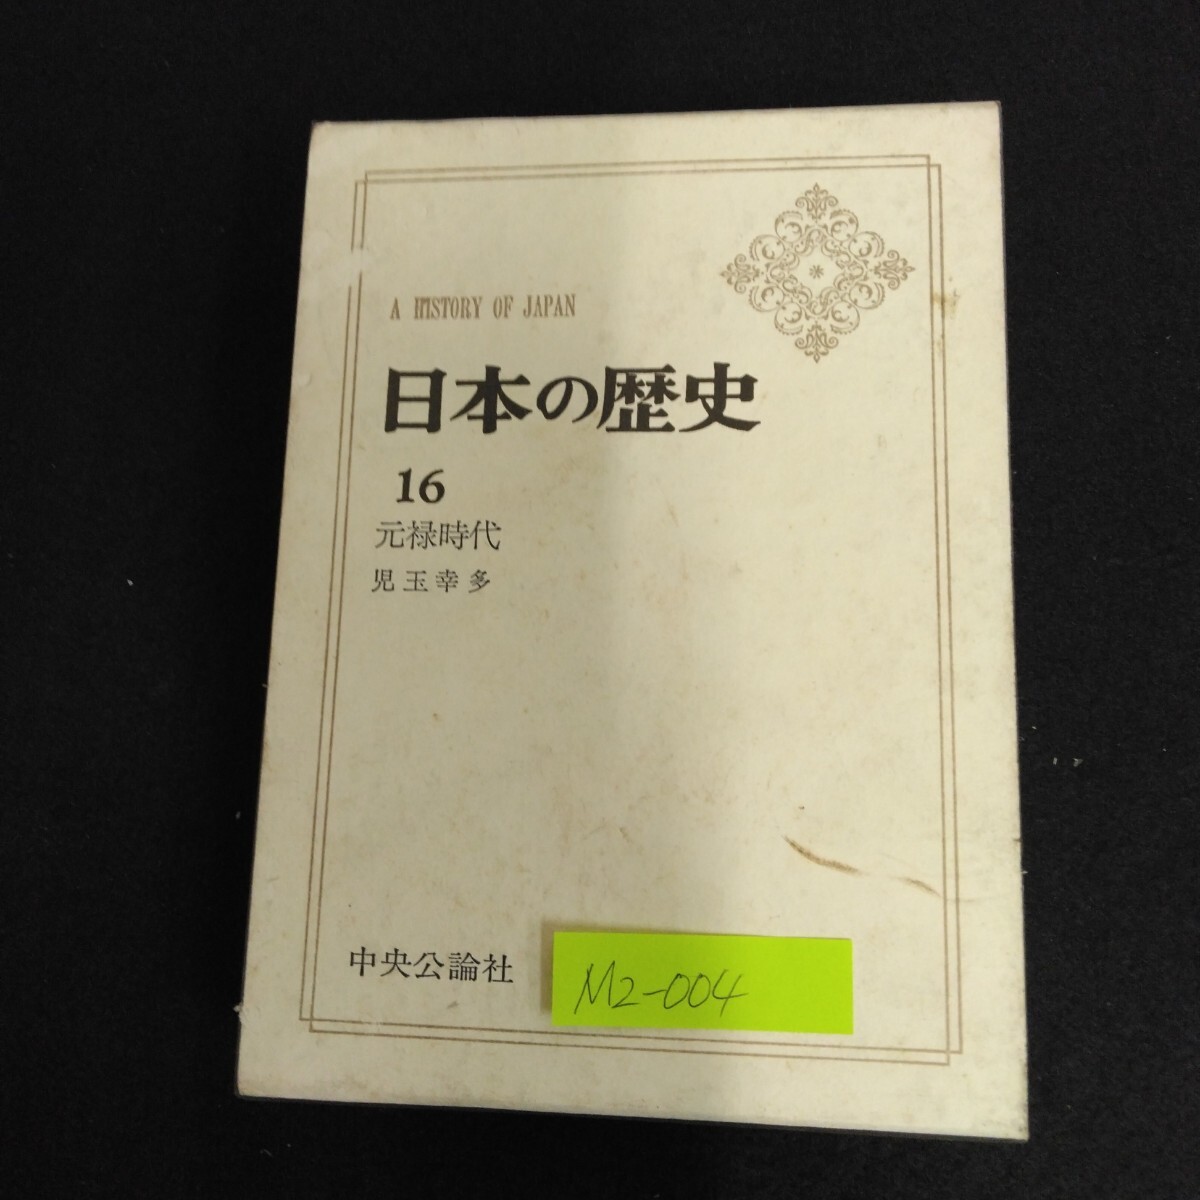 A HISTORY OF JAPAN
日本の歴史
16
元禄時代
児玉幸多
中央公論社
M2-004